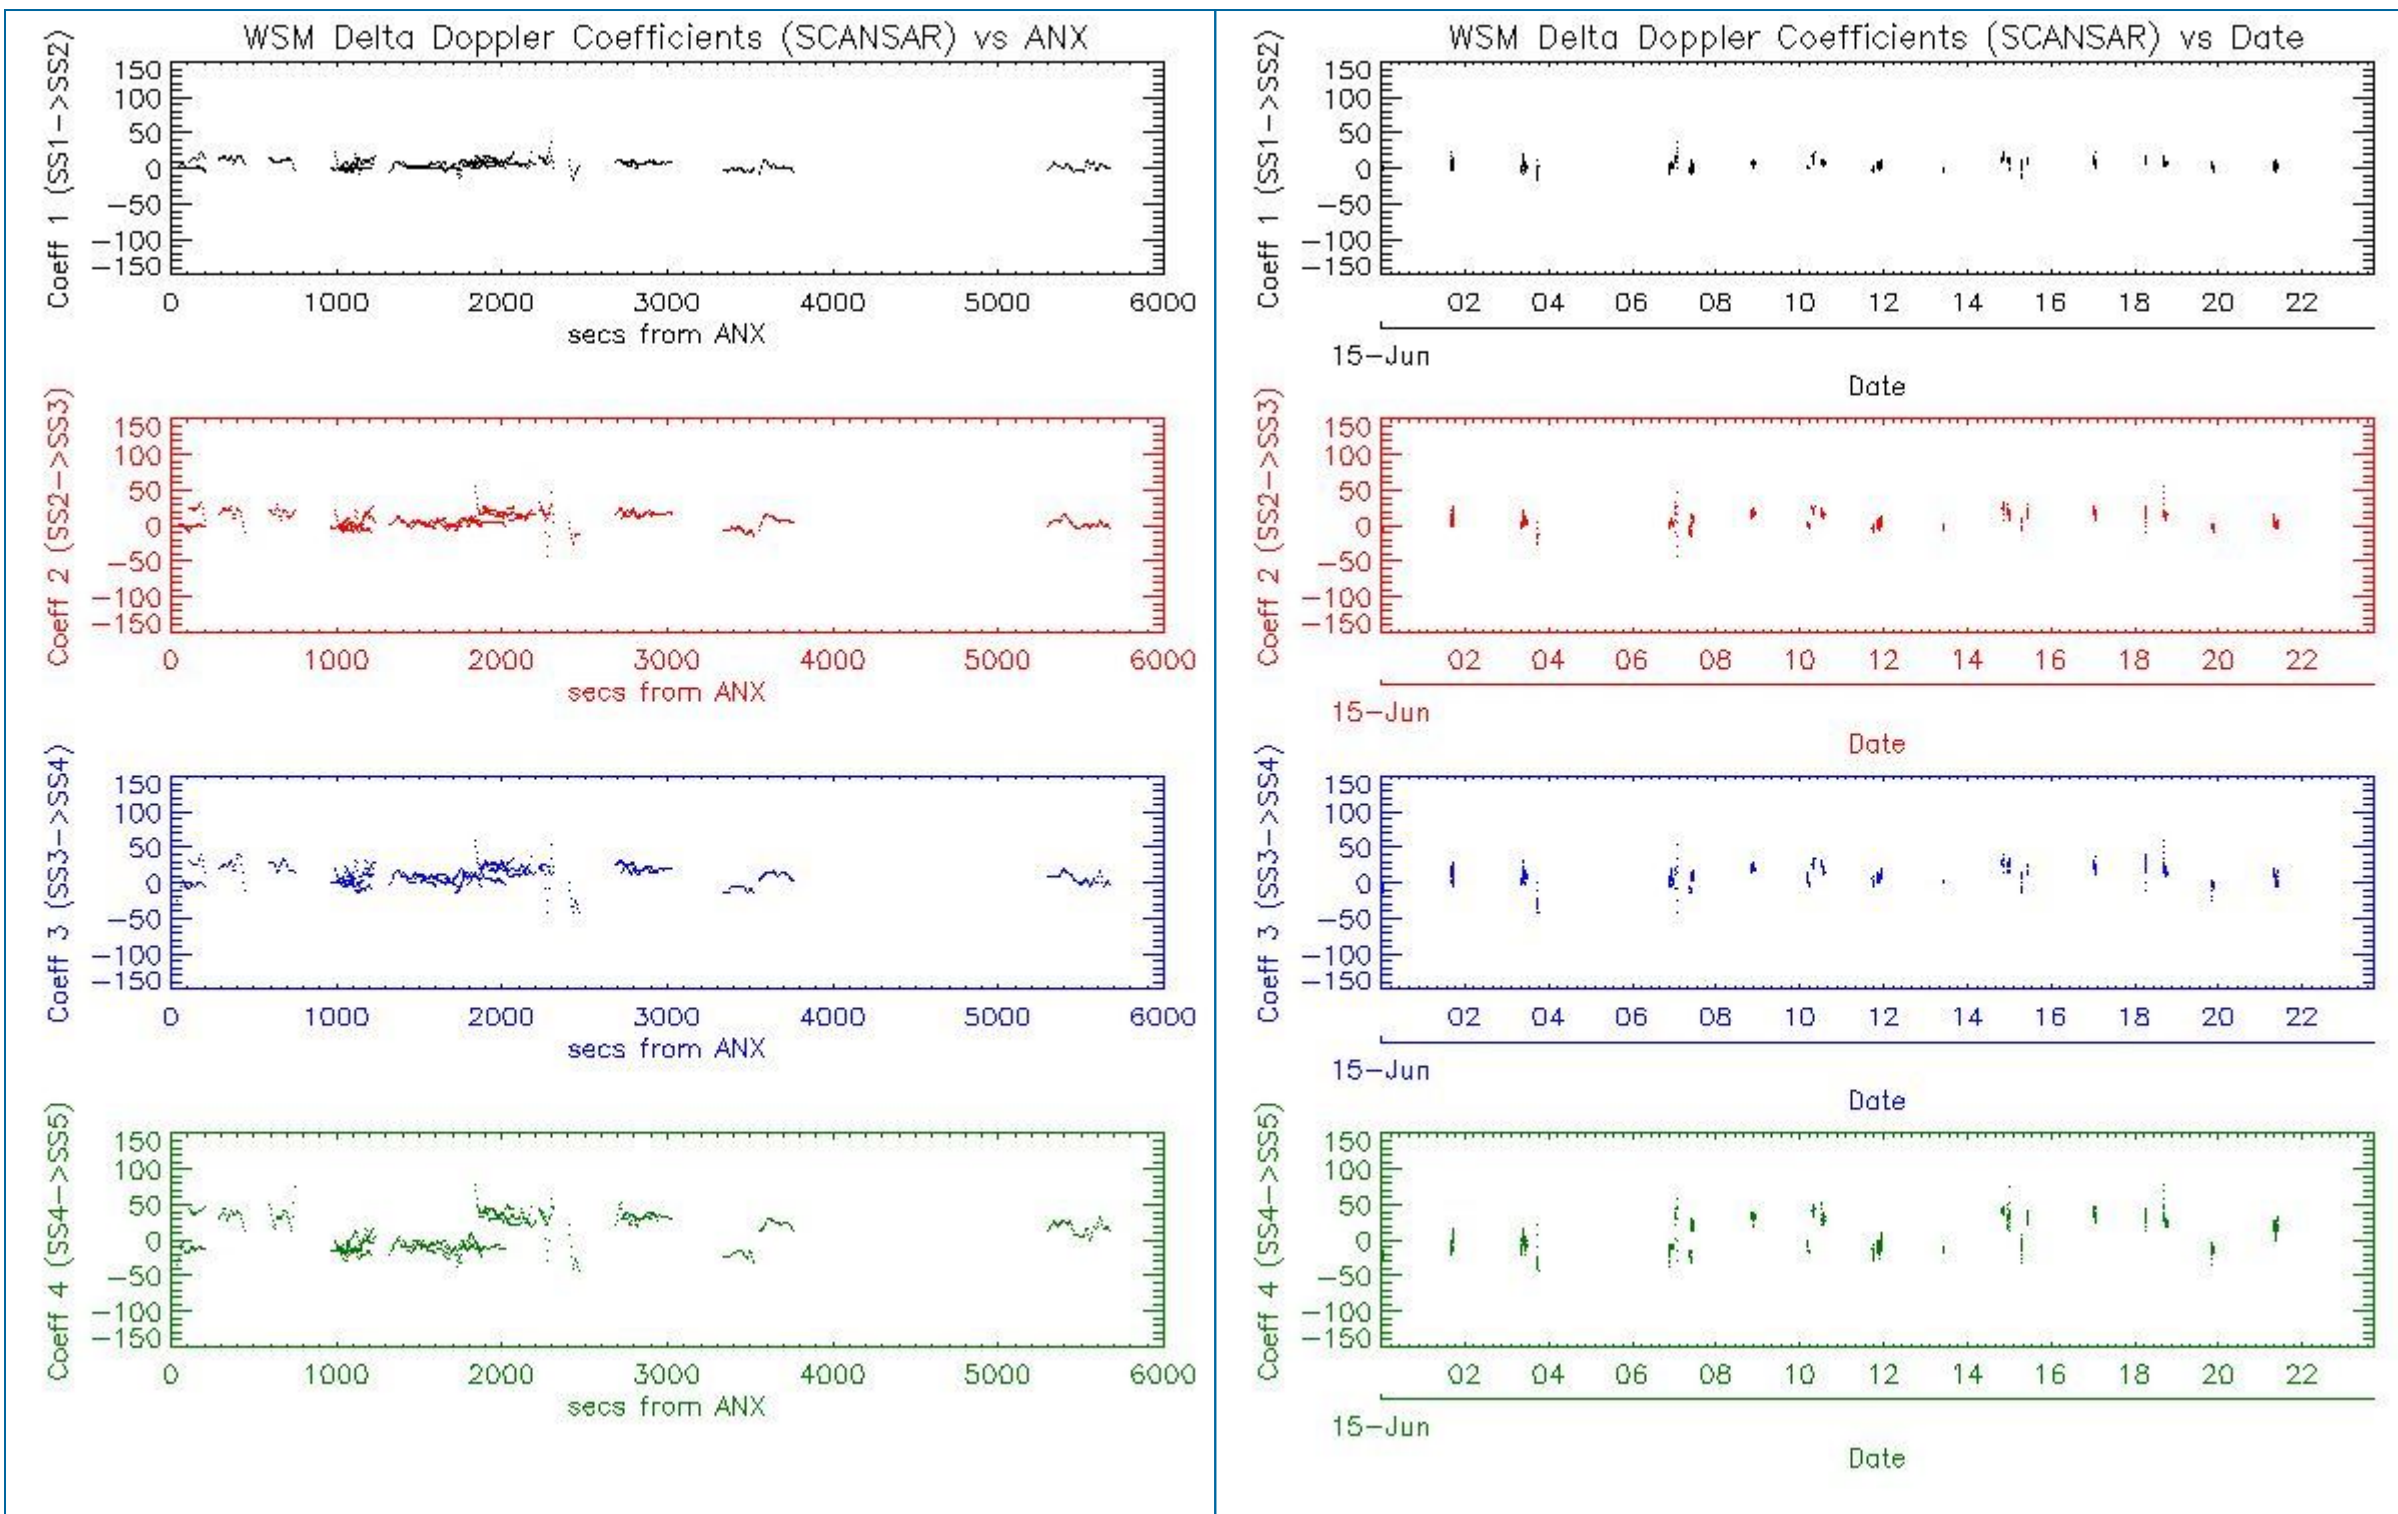 WSM Delta Doppler Coefficients (SCANSAR) vs ANX
Coeff 1 (SS1->SS2)
150
100
50
0
-50
-100
-150
0 1000 2000 3000 4000 5000 6000
secs from ANX
Coeff 2 (SS2->SS3)
150
100
50
0
-50
-100
-150
0 1000 2000 3000 4000 5000 6000
secs from ANX
Coeff 3 (SS3->SS4)
150
100
50
0
-50
-100
-150
0 1000 2000 3000 4000 5000 6000
secs from ANX
Coeff 4 (SS4->SS5)
150
100
50
0
-50
-100
-150
0 1000 2000 3000 4000 5000 6000
secs from ANX
WSM Delta Doppler Coefficients (SCANSAR) vs Date
Coeff 1 (SS1->SS2)
150
100
50
0
-50
-100
-150
02 04 06 08 10 12 14 16 18 20 22
15-Jun
Date
Coeff 2 (SS2->SS3)
150
100
50
0
-50
-100
-150
02 04 06 08 10 12 14 16 18 20 22
15-Jun
Date
Coeff 3 (SS3->SS4)
150
100
50
0
-50
-100
-150
02 04 06 08 10 12 14 16 18 20 22
15-Jun
Date
Coeff 4 (SS4->SS5)
150
100
50
0
-50
-100
-150
02 04 06 08 10 12 14 16 18 20 22
15-Jun
Date